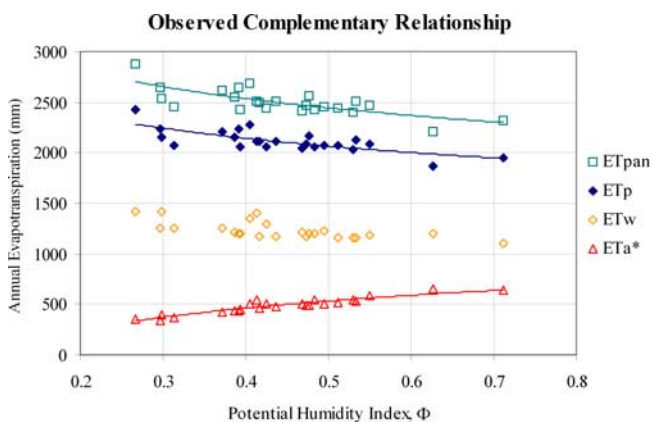 Observed Complementary Relationship
Annual Evapotranspiration (mm)
3000
2500
2000
1500
1000
500
0
0.2 0.3 0.4 0.5 0.6 0.7 0.8
Potential Humidity Index, Φ
ETpan
ETp
ETw
ETa*